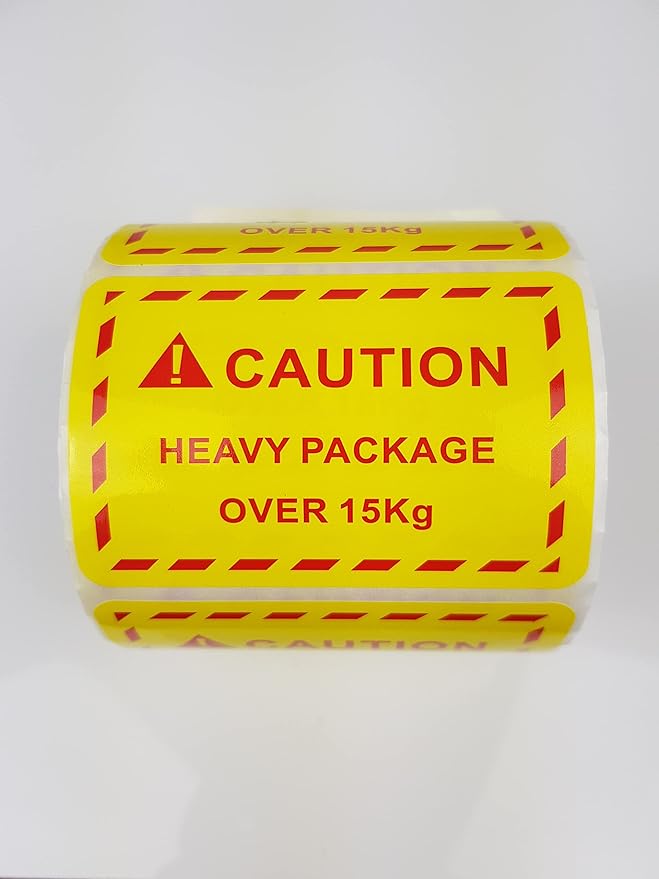 OVER 15Kg
! CAUTION
HEAVY PACKAGE
OVER 15Kg
! CAUTION